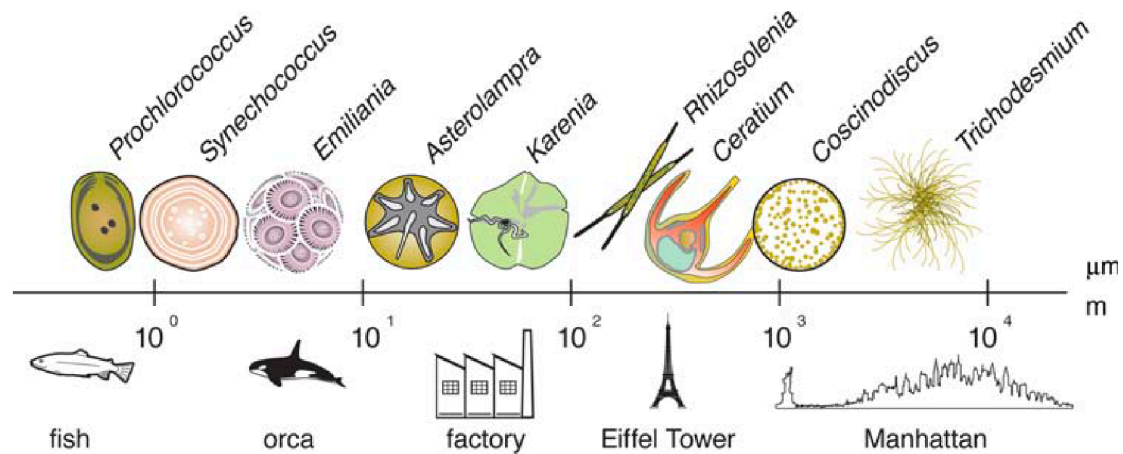 Prochlorococcus
Synechococcus
Emiliania
Asterolampra
Karenia
Rhizosolenia
Ceratium
Coscinodiscus
Trichodesmium
μm
m
10⁰ 10¹ 10² 10³ 10⁴
fish orca factory Eiffel Tower Manhattan